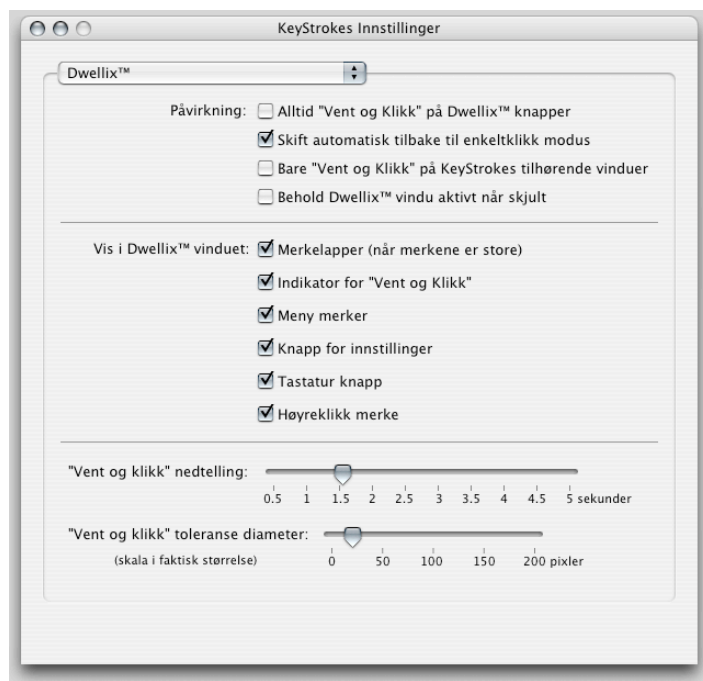 KeyStrokes Innstillinger
Dwellix™
Påvirkning: Alltid "Vent og Klikk" på Dwellix™ knapper
Skift automatisk tilbake til enkeltklikk modus
Bare "Vent og Klikk" på KeyStrokes tilhørende vinduer
Behold Dwellix™ vindu aktivt når skjult
Vis i Dwellix™ vinduet: Merkelapper (når merkene er store)
Indikator for "Vent og Klikk"
Meny merker
Knapp for innstillinger
Tastatur knapp
Høyreklikk merke
"Vent og klikk" nedtelling:
0.5 1 1.5 2 2.5 3 3.5 4 4.5 5 sekunder
"Vent og klikk" toleranse diameter:
(skala i faktisk størrelse) 0 50 100 150 200 pixler